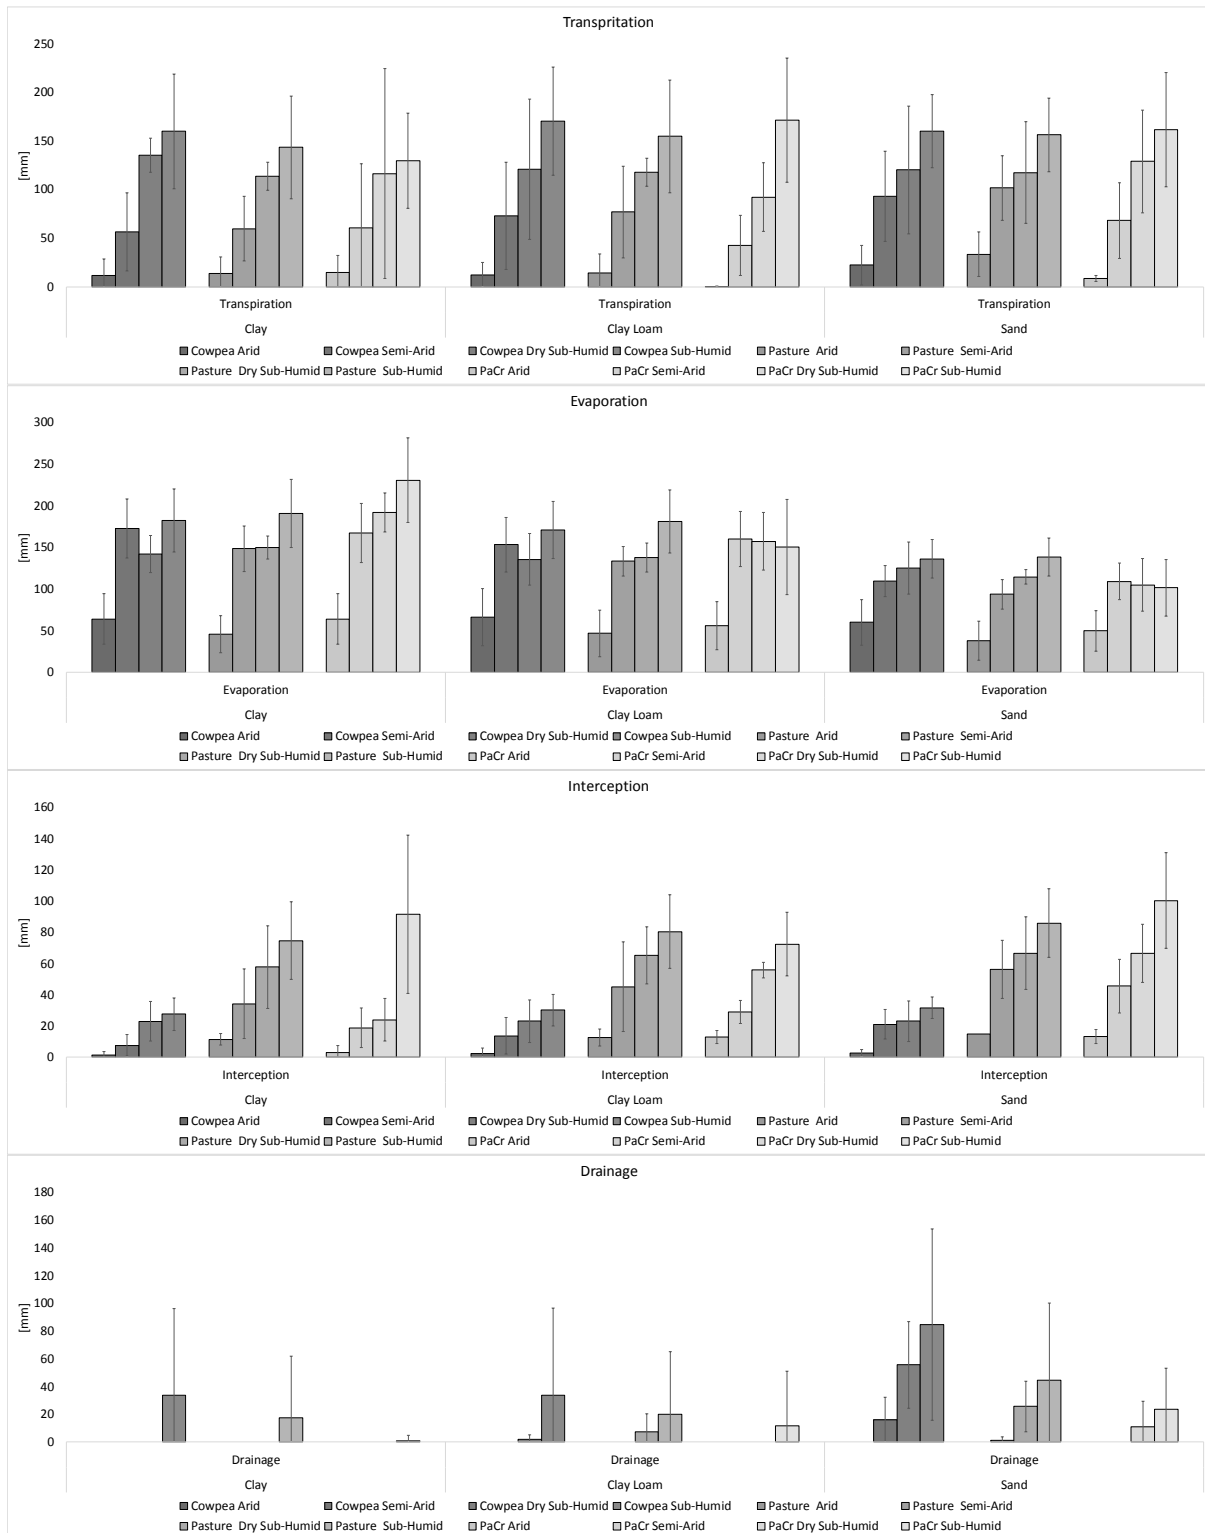 Transpritation
250
200
150
100
50
0
[mm]
Transpiration Transpiration Transpiration
Clay Clay Loam Sand
Cowpea Arid Cowpea Semi-Arid Cowpea Dry Sub-Humid Cowpea Sub-Humid Pasture Arid Pasture Semi-Arid
Pasture Dry Sub-Humid Pasture Sub-Humid PaCr Arid PaCr Semi-Arid PaCr Dry Sub-Humid PaCr Sub-Humid
Evaporation
300
250
200
150
100
50
0
[mm]
Evaporation Evaporation Evaporation
Clay Clay Loam Sand
Cowpea Arid Cowpea Semi-Arid Cowpea Dry Sub-Humid Cowpea Sub-Humid Pasture Arid Pasture Semi-Arid
Pasture Dry Sub-Humid Pasture Sub-Humid PaCr Arid PaCr Semi-Arid PaCr Dry Sub-Humid PaCr Sub-Humid
Interception
160
140
120
100
80
60
40
20
0
[mm]
Interception Interception Interception
Clay Clay Loam Sand
Cowpea Arid Cowpea Semi-Arid Cowpea Dry Sub-Humid Cowpea Sub-Humid Pasture Arid Pasture Semi-Arid
Pasture Dry Sub-Humid Pasture Sub-Humid PaCr Arid PaCr Semi-Arid PaCr Dry Sub-Humid PaCr Sub-Humid
Drainage
180
160
140
120
100
80
60
40
20
0
[mm]
Drainage Drainage Drainage
Clay Clay Loam Sand
Cowpea Arid Cowpea Semi-Arid Cowpea Dry Sub-Humid Cowpea Sub-Humid Pasture Arid Pasture Semi-Arid
Pasture Dry Sub-Humid Pasture Sub-Humid PaCr Arid PaCr Semi-Arid PaCr Dry Sub-Humid PaCr Sub-Humid